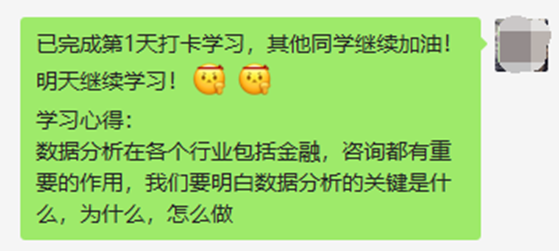 已完成第1天打卡学习，其他同学继续加油！
明天继续学习！
学习心得：
数据分析在各个行业包括金融，咨询都有重
要的作用，我们要明白数据分析的关键是什
么，为什么，怎么做